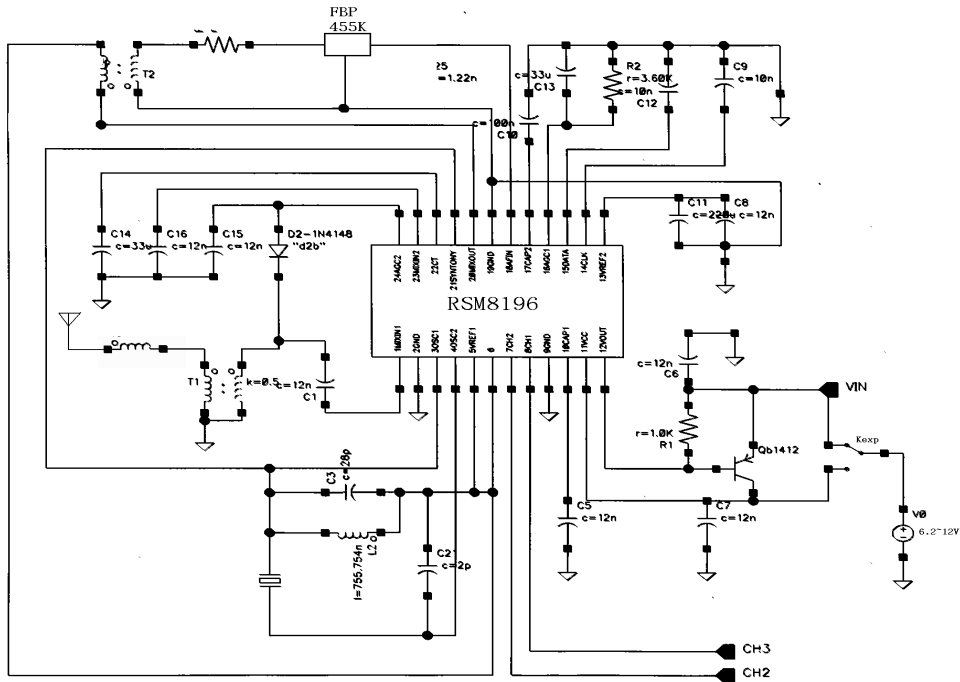 FBP
455K
T2
25
=1.22n
c=33u
C13
R2
r=3.60K
c=10n
C12
C9
c=10n
c=100n
C10
C14
c=33u
C16
c=12n
C15
c=12n
D2-1N4148
"d2b"
C11
c=220u
C8
c=12n
24AGC2
23MIXIN2
22CT
21SYNTONY
20MIXOUT
19GND
18AFIN
17CAP2
16AGC1
15DATA
14CLK
13VREF2
RSM8196
1MIXIN1
2GND
3OSC1
4OSC2
5VREF1
6
7CH2
8CH1
9GND
10CAP1
11VCC
12VOUT
T1
k=0.5
c=12n
C1
c=12n
C6
VIN
r=1.0K
R1
Qb1412
Kexp
C3
c=28p
L2
l=755.754n
C21
c=2p
C5
c=12n
C7
c=12n
V0
6.2~12V
CH3
CH2